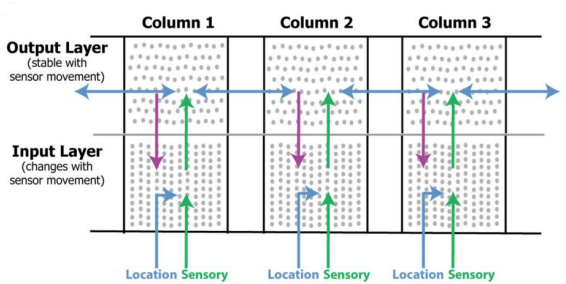 Column 1 Column 2 Column 3
Output Layer
(stable with
sensor movement)
Input Layer
(changes with
sensor movement)
Location Sensory Location Sensory Location Sensory